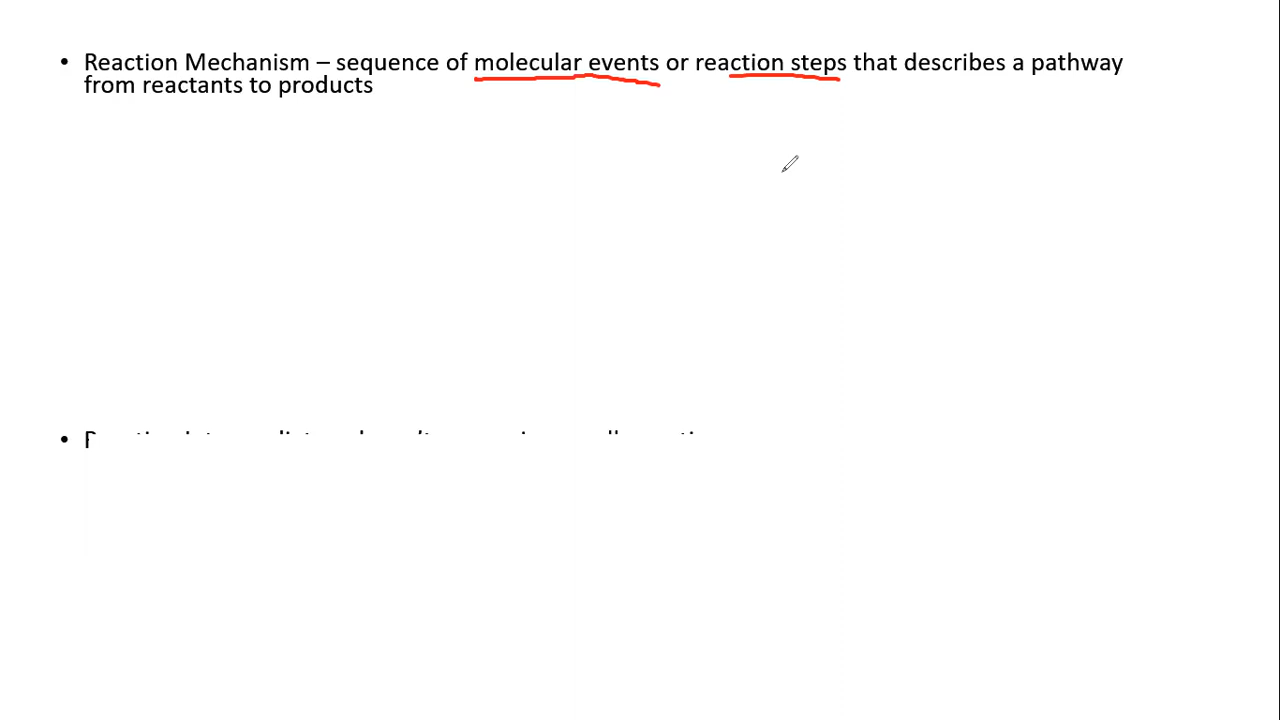 • Reaction Mechanism – sequence of molecular events or reaction steps that describes a pathway
from reactants to products